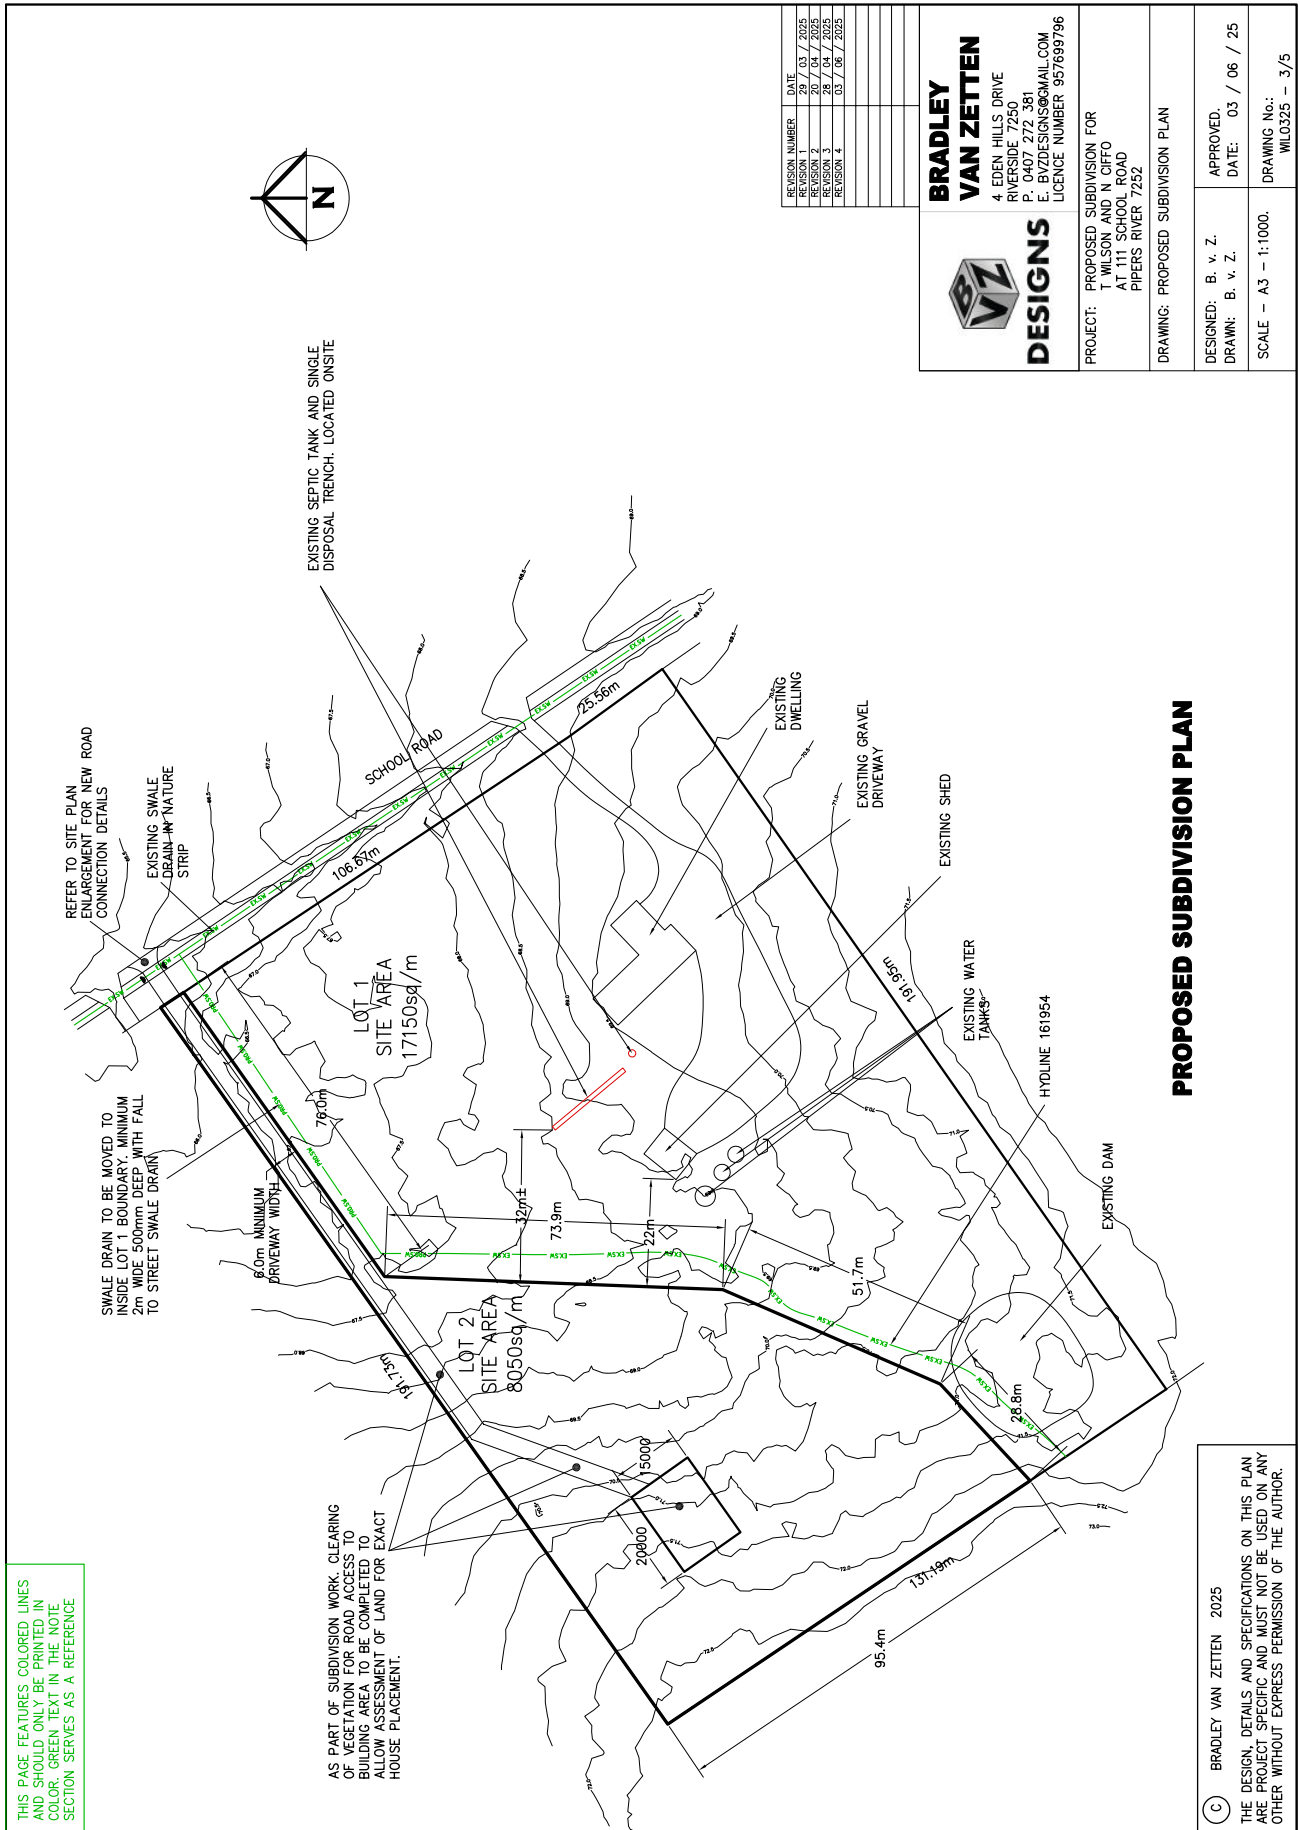 THIS PAGE FEATURES COLORED LINES
AND SHOULD ONLY BE PRINTED IN
COLOR. GREEN TEXT IN THE NOTE
SECTION SERVES AS A REFERENCE
REFER TO SITE PLAN
ENLARGEMENT FOR NEW ROAD
CONNECTION DETAILS
EXISTING SWALE
DRAIN IN NATURE
STRIP
SWALE DRAIN TO BE MOVED TO
INSIDE LOT 1 BOUNDARY. MINIMUM
2m WIDE 500mm DEEP WITH FALL
TO STREET SWALE DRAIN
6.0m MINIMUM
DRIVEWAY WIDTH
AS PART OF SUBDIVISION WORK. CLEARING
OF VEGETATION FOR ROAD ACCESS TO
BUILDING AREA TO BE COMPLETED TO
ALLOW ASSESSMENT OF LAND FOR EXACT
HOUSE PLACEMENT.
EXISTING SEPTIC TANK AND SINGLE
DISPOSAL TRENCH. LOCATED ONSITE
SCHOOL ROAD
106.67m
25.56m
LOT 1
SITE AREA
17150sq/m
76.0m
LOT 2
SITE AREA
8050sq/m
191.73m
32m±
73.9m
22m
51.7m
28.8m
15000
20000
131.19m
95.4m
191.95m
EXISTING
DWELLING
EXISTING GRAVEL
DRIVEWAY
EXISTING SHED
EXISTING WATER
TANKS
HYDLINE 161954
EXISTING DAM
EX.SW
PRO.SW
N
PROPOSED SUBDIVISION PLAN
REVISION NUMBER DATE
REVISION 1 29 / 03 / 2025
REVISION 2 20 / 04 / 2025
REVISION 3 28 / 04 / 2025
REVISION 4 03 / 06 / 2025
BVZ
DESIGNS
BRADLEY
VAN ZETTEN
4 EDEN HILLS DRIVE
RIVERSIDE 7250
P. 0407 272 381
E. BVZDESIGNS@GMAIL.COM
LICENCE NUMBER 957699796
PROJECT: PROPOSED SUBDIVISION FOR
T WILSON AND N CIFFO
AT 111 SCHOOL ROAD
PIPERS RIVER 7252
DRAWING: PROPOSED SUBDIVISION PLAN
DESIGNED: B. v. Z.
DRAWN: B. v. Z.
APPROVED.
DATE: 03 / 06 / 25
SCALE - A3 - 1:1000.
DRAWING No.:
WIL0325 - 3/5
C BRADLEY VAN ZETTEN 2025
THE DESIGN, DETAILS AND SPECIFICATIONS ON THIS PLAN
ARE PROJECT SPECIFIC AND MUST NOT BE USED ON ANY
OTHER WITHOUT EXPRESS PERMISSION OF THE AUTHOR.